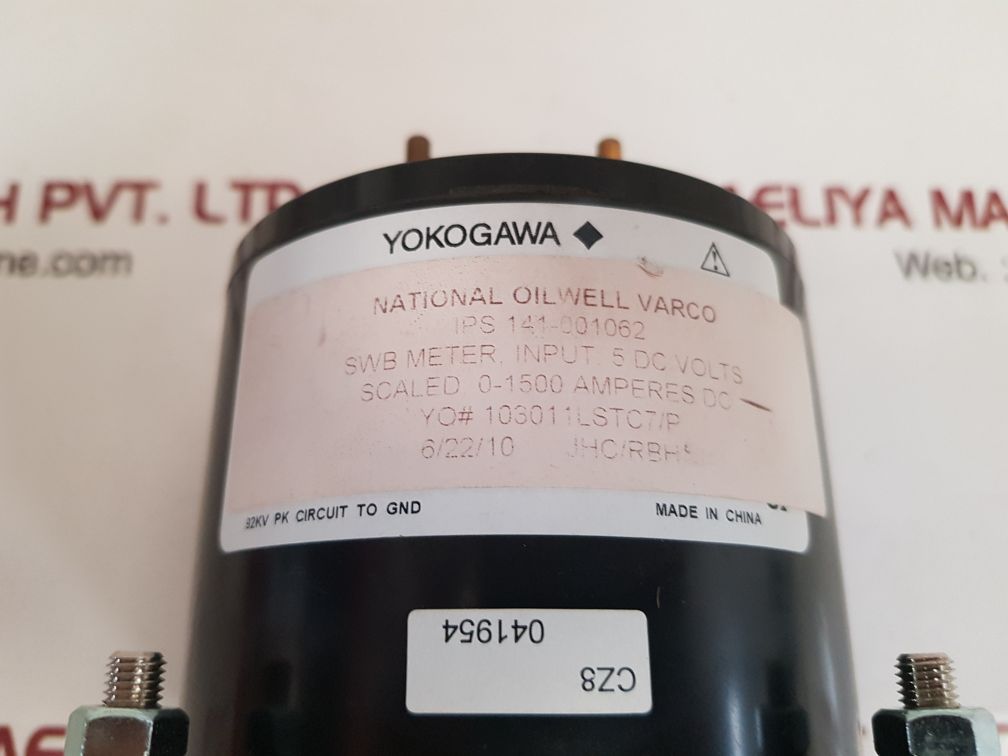 H PVT. LTD
AELIYA MA
ne.com
Web.
YOKOGAWA
NATIONAL OILWELL VARCO
IPS 141-001062
SWB METER. INPUT: 5 DC VOLTS
SCALED: 0-1500 AMPERES DC
YO# 103011LSTC7/P
6/22/10 JHC/RBH
.92KV PK CIRCUIT TO GND
MADE IN CHINA
041954
CZ8